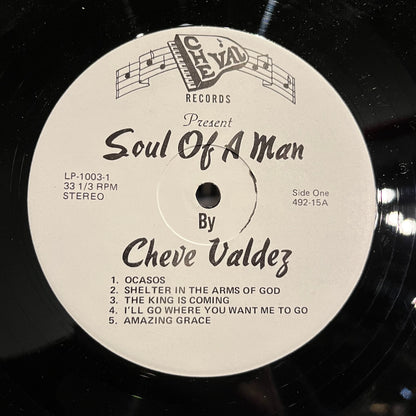 CHE VAL
RECORDS
Present
Soul Of A Man
LP-1003-1
33 1/3 RPM
STEREO
Side One
492-15A
By
Cheve Valdez
1. OCASOS
2. SHELTER IN THE ARMS OF GOD
3. THE KING IS COMING
4. I'LL GO WHERE YOU WANT ME TO GO
5. AMAZING GRACE